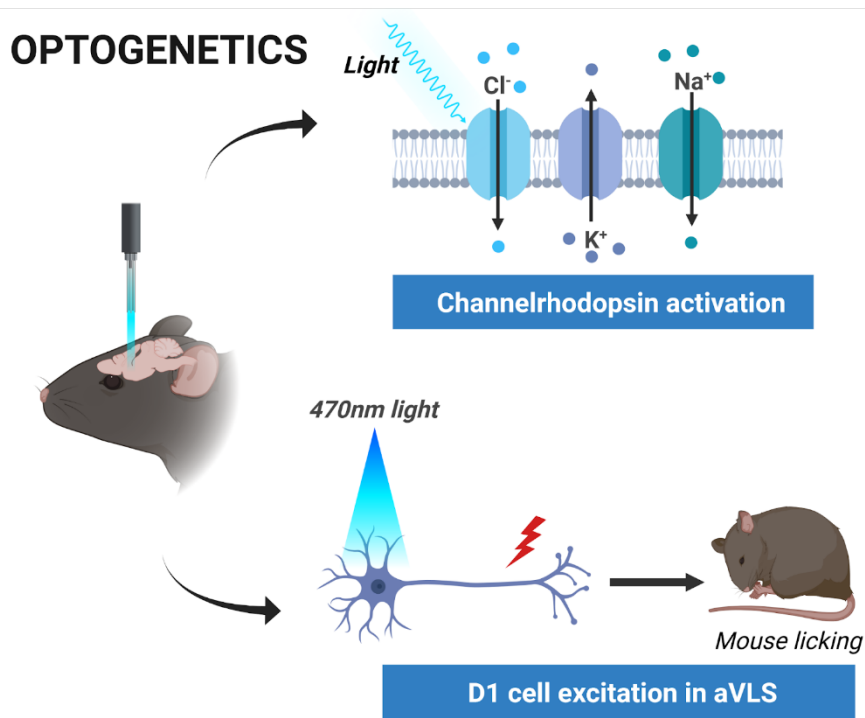 OPTOGENETICS
Light
Cl⁻
Na⁺
K⁺
Channelrhodopsin activation
470nm light
Mouse licking
D1 cell excitation in aVLS